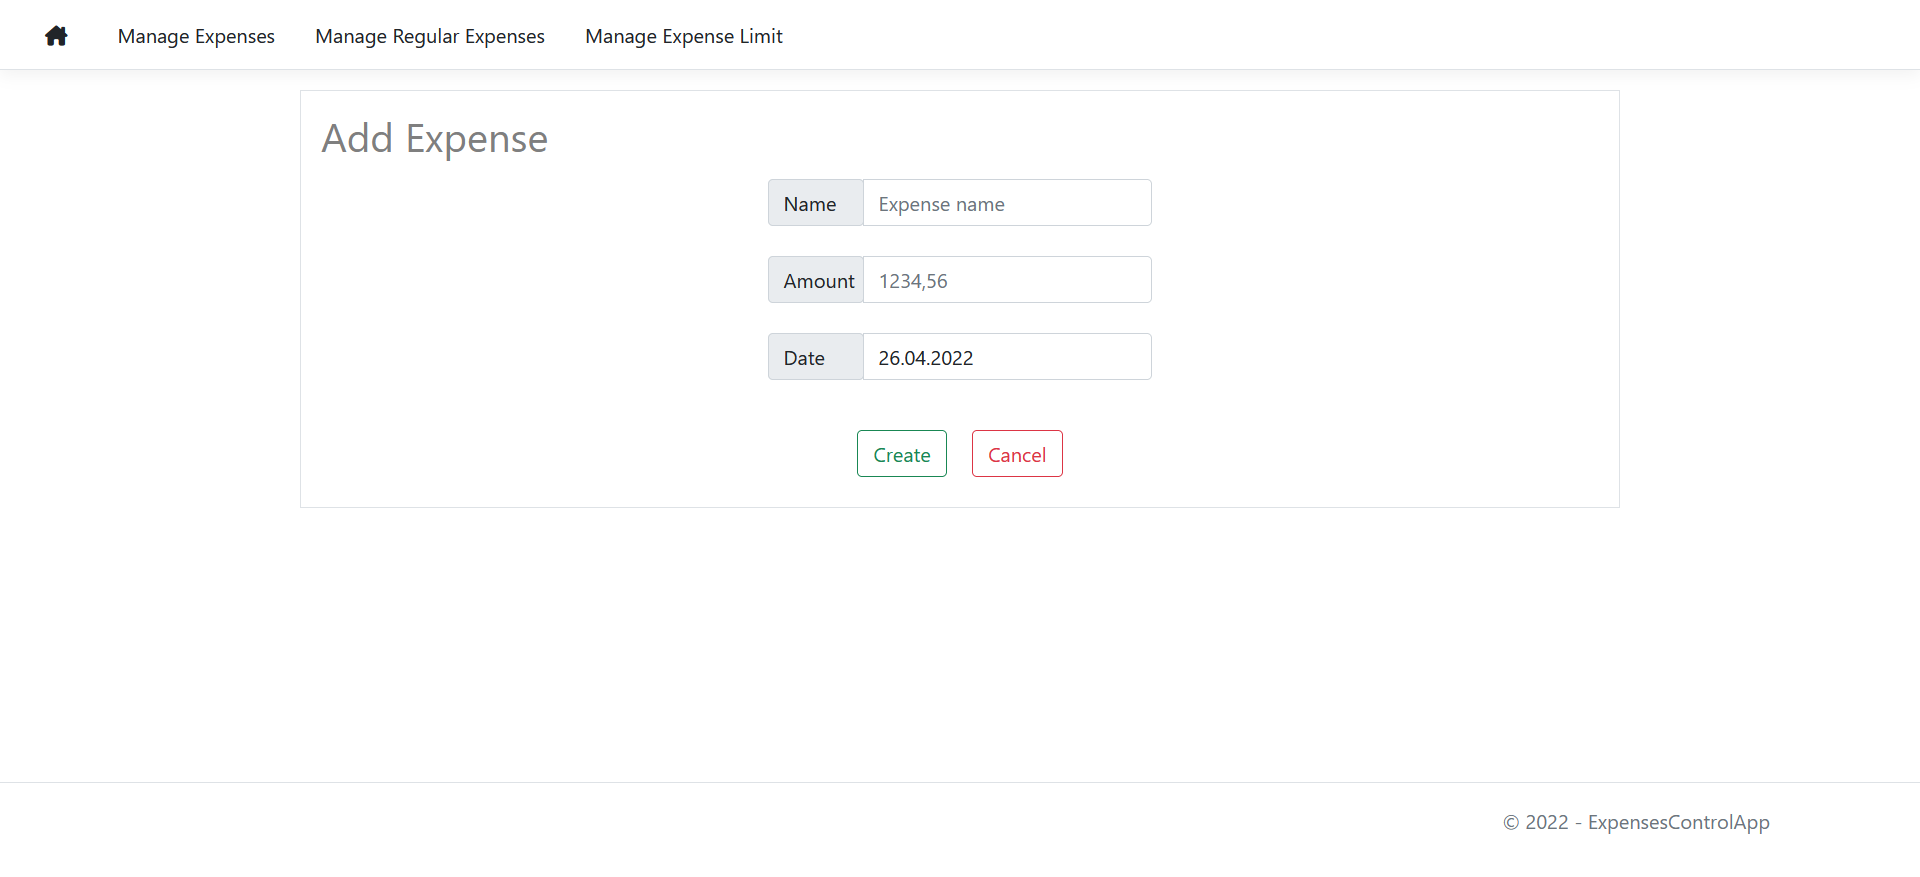 Manage Expenses Manage Regular Expenses Manage Expense Limit
Add Expense
Name Expense name
Amount 1234,56
Date 26.04.2022
Create Cancel
© 2022 - ExpensesControlApp